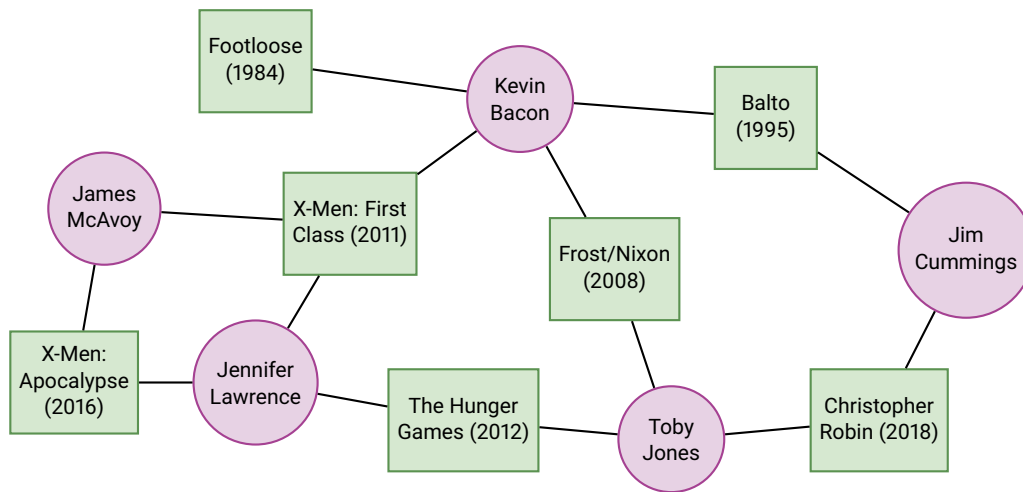 Footloose
(1984)
Kevin
Bacon
Balto
(1995)
James
McAvoy
X-Men: First
Class (2011)
Frost/Nixon
(2008)
Jim
Cummings
X-Men:
Apocalypse
(2016)
Jennifer
Lawrence
The Hunger
Games (2012)
Toby
Jones
Christopher
Robin (2018)